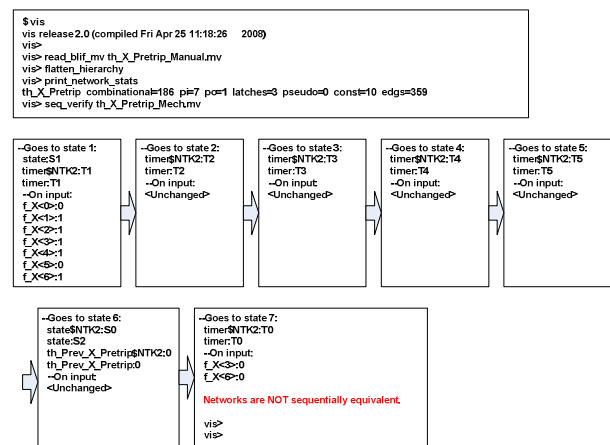 $ vis
vis release 2.0 (compiled Fri Apr 25 11:18:26 2008)
vis>
vis> read_blif_mv th_X_Pretrip_Manual.mv
vis> flatten_hierarchy
vis> print_network_stats
th_X_Pretrip combinational=186 pi=7 po=1 latches=3 pseudo=0 const=10 edgs=359
vis> seq_verify th_X_Pretrip_Mech.mv
--Goes to state 1:
state:S1
timer$NTK2:T1
timer:T1
--On input:
f_X<0>:0
f_X<1>:1
f_X<2>:1
f_X<3>:1
f_X<4>:1
f_X<5>:0
f_X<6>:1
--Goes to state 2:
timer$NTK2:T2
timer:T2
--On input:
<Unchanged>
--Goes to state3:
timer$NTK2:T3
timer:T3
--On input:
<Unchanged>
--Goes to state 4:
timer$NTK2:T4
timer:T4
--On input:
<Unchanged>
--Goes to state 5:
timer$NTK2:T5
timer:T5
--On input:
<Unchanged>
--Goes to state 6:
state$NTK2:S0
state:S2
th_Prev_X_Pretrip$NTK2:0
th_Prev_X_Pretrip:0
--On input:
<Unchanged>
--Goes to state 7:
timer$NTK2:T0
timer:T0
--On input:
f_X<3>:0
f_X<6>:0
Networks are NOT sequentially equivalent.
vis>
vis>